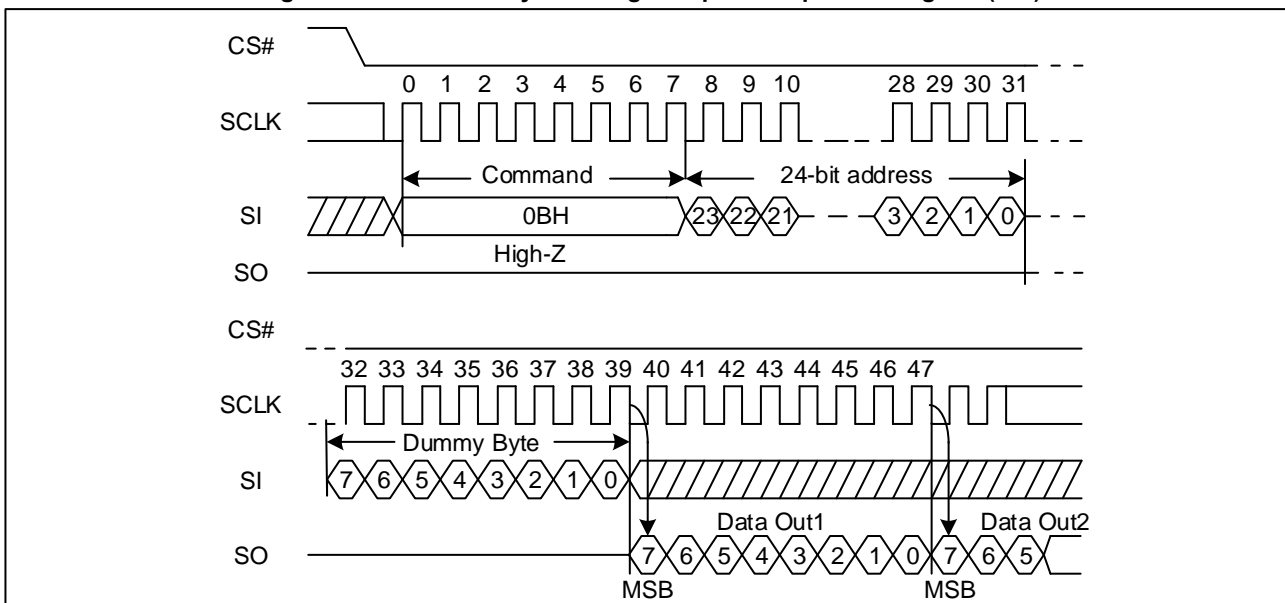 CS#
0 1 2 3 4 5 6 7 8 9 10 28 29 30 31
SCLK
Command 24-bit address
SI 0BH 23 22 21 3 2 1 0
High-Z
SO
CS#
32 33 34 35 36 37 38 39 40 41 42 43 44 45 46 47
SCLK
Dummy Byte
SI 7 6 5 4 3 2 1 0
Data Out1 Data Out2
SO 7 6 5 4 3 2 1 0 7 6 5
MSB MSB